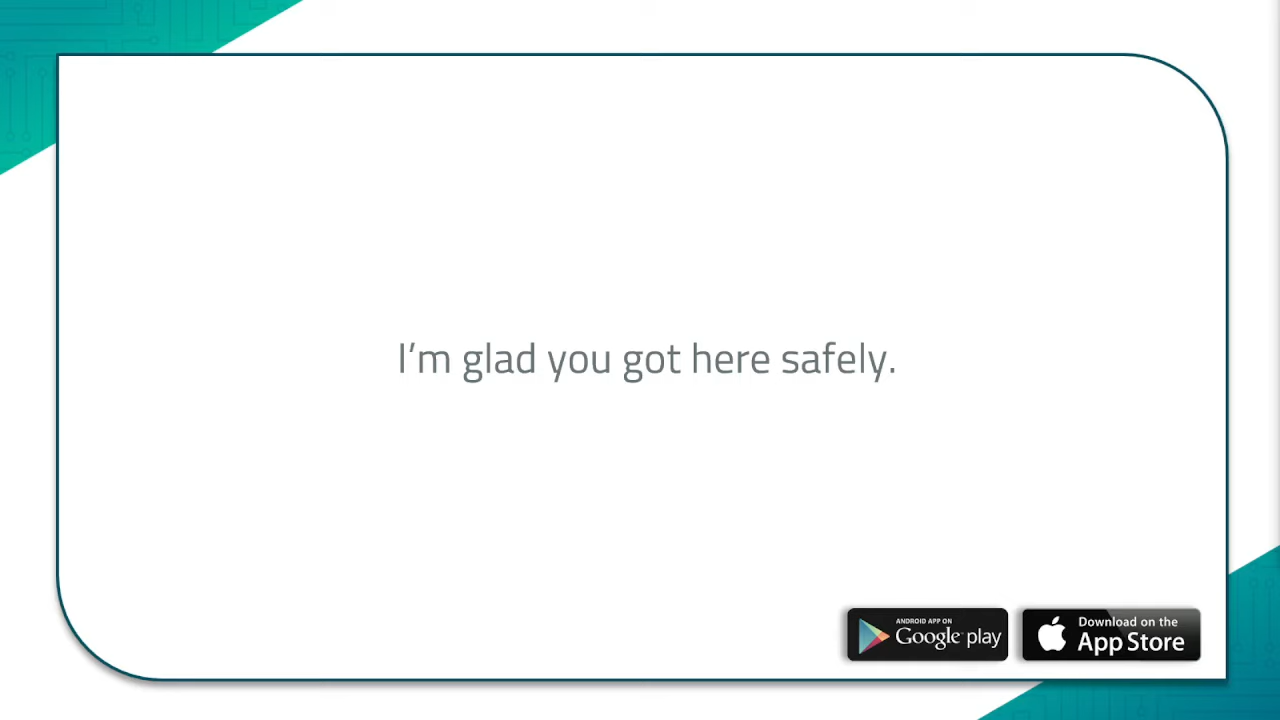 I’m glad you got here safely.
ANDROID APP ON
Google play
Download on the
App Store